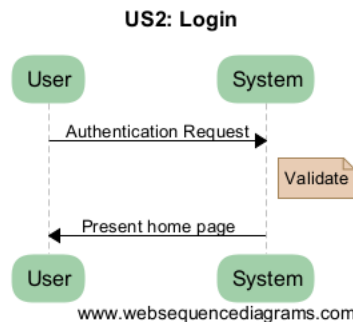 US2: Login
User
System
Authentication Request
Validate
Present home page
User
System
www.websequencediagrams.com